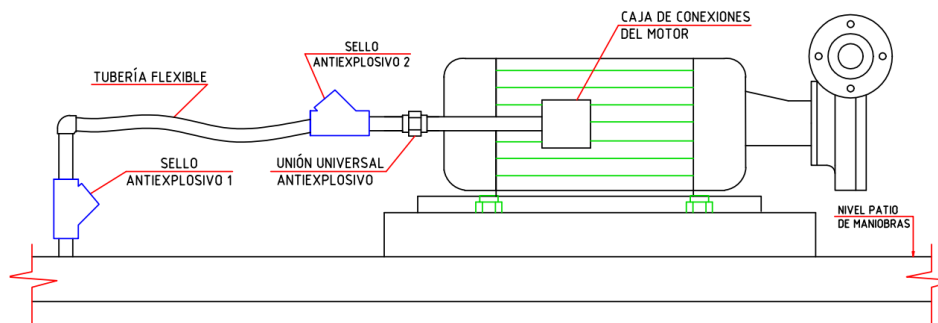 CAJA DE CONEXIONES
DEL MOTOR
SELLO
ANTIEXPLOSIVO 2
TUBERÍA FLEXIBLE
SELLO
ANTIEXPLOSIVO 1
UNIÓN UNIVERSAL
ANTIEXPLOSIVO
NIVEL PATIO
DE MANIOBRAS